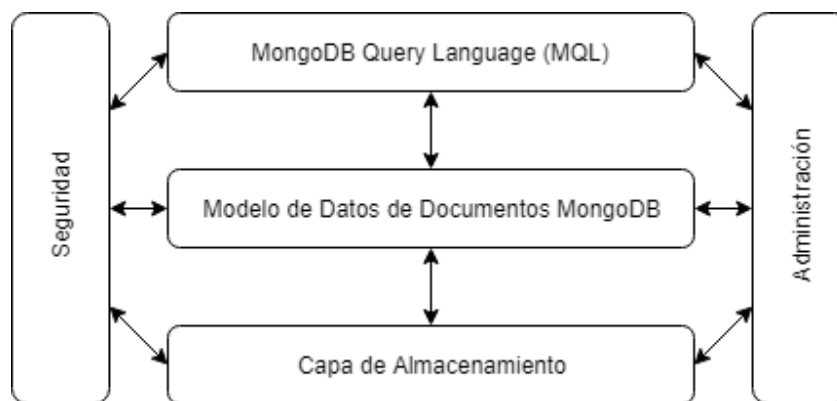 MongoDB Query Language (MQL)
Seguridad
Modelo de Datos de Documentos MongoDB
Administración
Capa de Almacenamiento